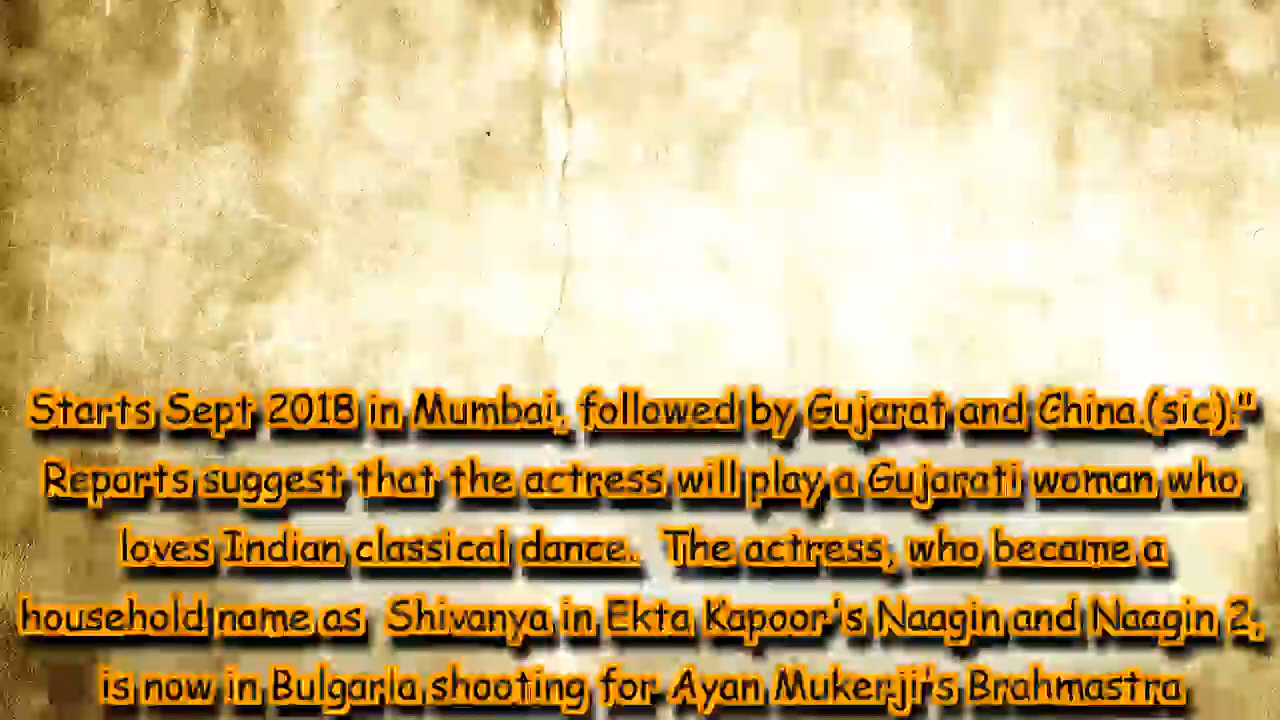 Starts Sept 2018 in Mumbai, followed by Gujarat and China.(sic)."
Reports suggest that the actress will play a Gujarati woman who
loves Indian classical dance.. The actress, who became a
household name as Shivanya in Ekta Kapoor's Naagin and Naagin 2,
is now in Bulgaria shooting for Ayan Mukerji's Brahmastra